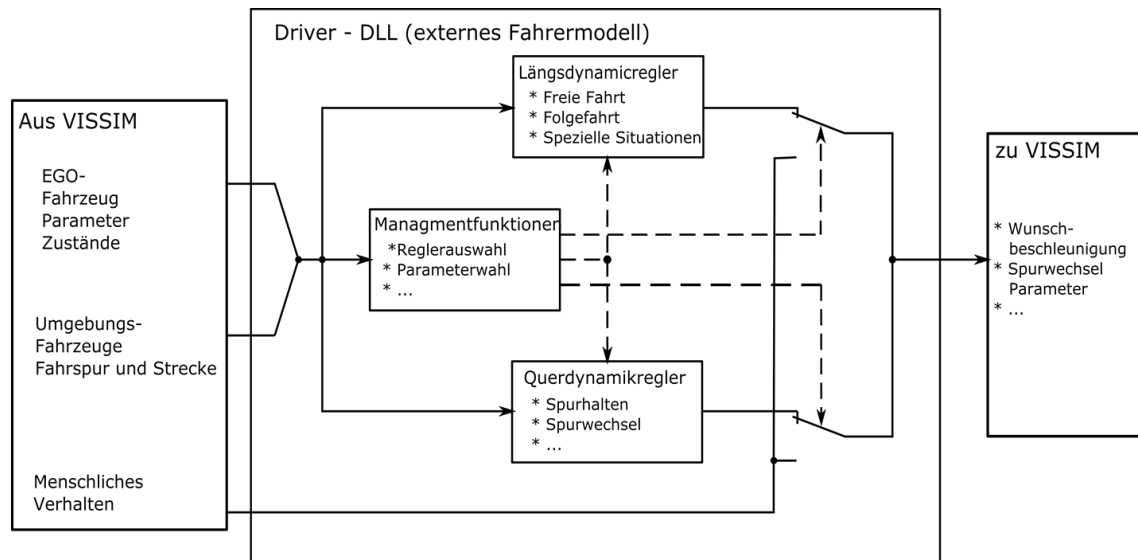 Driver - DLL (externes Fahrermodell)
Aus VISSIM
EGO-
Fahrzeug
Parameter
Zustände
Umgebungs-
Fahrzeuge
Fahrspur und Strecke
Menschliches
Verhalten
Längsdynamicregler
* Freie Fahrt
* Folgefahrt
* Spezielle Situationen
Managmentfunktionen
*Reglerauswahl
* Parameterwahl
* ...
Querdynamikregler
* Spurhalten
* Spurwechsel
* ...
zu VISSIM
* Wunsch-
beschleunigung
* Spurwechsel
Parameter
* ...